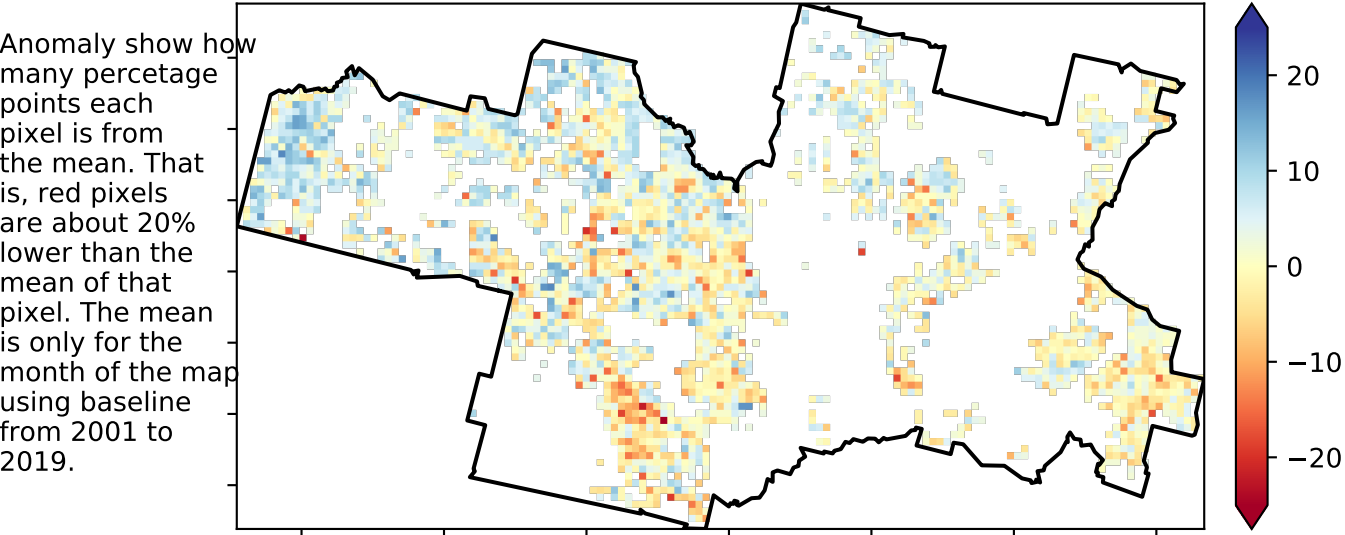 Anomaly show how
many percetage
points each
pixel is from
the mean. That
is, red pixels
are about 20%
lower than the
mean of that
pixel. The mean
is only for the
month of the map
using baseline
from 2001 to
2019.
20
10
0
−10
−20